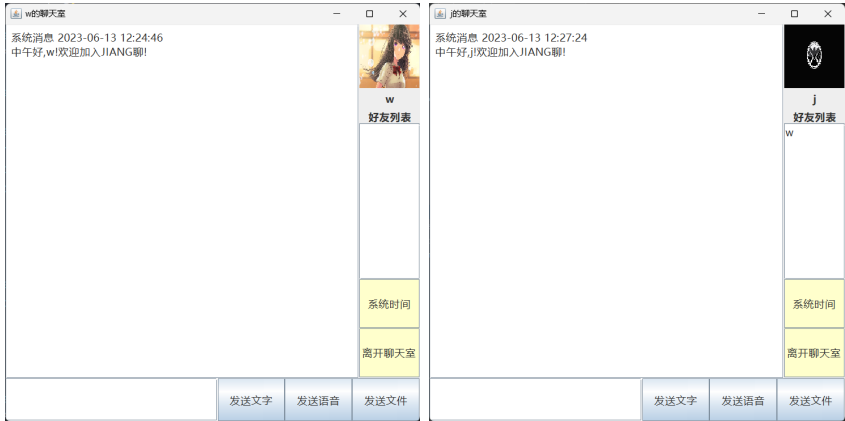 w的聊天室
系统消息 2023-06-13 12:24:46
中午好,w!欢迎加入JIANG聊!
w
好友列表
系统时间
离开聊天室
发送文字
发送语音
发送文件
j的聊天室
系统消息 2023-06-13 12:27:24
中午好,j!欢迎加入JIANG聊!
j
好友列表
w
系统时间
离开聊天室
发送文字
发送语音
发送文件